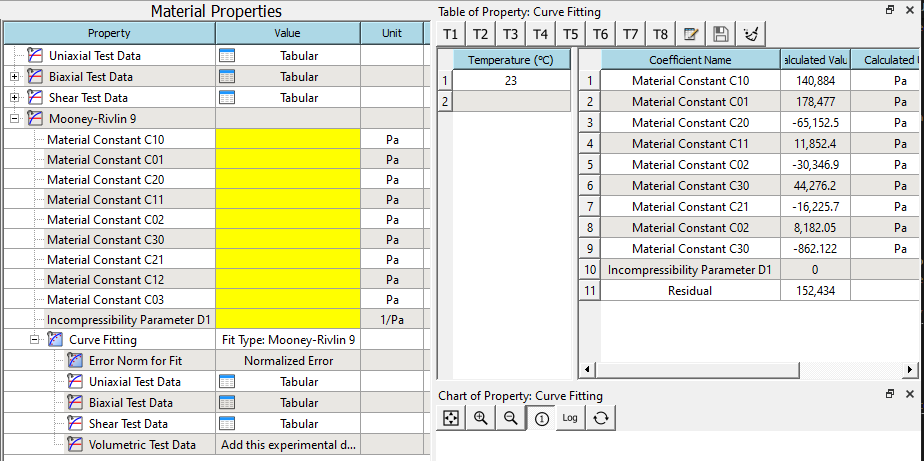 Material Properties
Property Value Unit
Uniaxial Test Data Tabular
Biaxial Test Data Tabular
Shear Test Data Tabular
Mooney-Rivlin 9
Material Constant C10 Pa
Material Constant C01 Pa
Material Constant C20 Pa
Material Constant C11 Pa
Material Constant C02 Pa
Material Constant C30 Pa
Material Constant C21 Pa
Material Constant C12 Pa
Material Constant C03 Pa
Incompressibility Parameter D1 1/Pa
Curve Fitting Fit Type: Mooney-Rivlin 9
Error Norm for Fit Normalized Error
Uniaxial Test Data Tabular
Biaxial Test Data Tabular
Shear Test Data Tabular
Volumetric Test Data Add this experimental d...
Table of Property: Curve Fitting
T1 T2 T3 T4 T5 T6 T7 T8
Temperature (°C)
1 23
2
Coefficient Name alculated Valu Calculated
1 Material Constant C10 140,884 Pa
2 Material Constant C01 178,477 Pa
3 Material Constant C20 -65,152.5 Pa
4 Material Constant C11 11,852.4 Pa
5 Material Constant C02 -30,346.9 Pa
6 Material Constant C30 44,276.2 Pa
7 Material Constant C21 -16,225.7 Pa
8 Material Constant C02 8,182.05 Pa
9 Material Constant C30 -862.122 Pa
10 Incompressibility Parameter D1 0
11 Residual 152,434
Chart of Property: Curve Fitting
1 Log